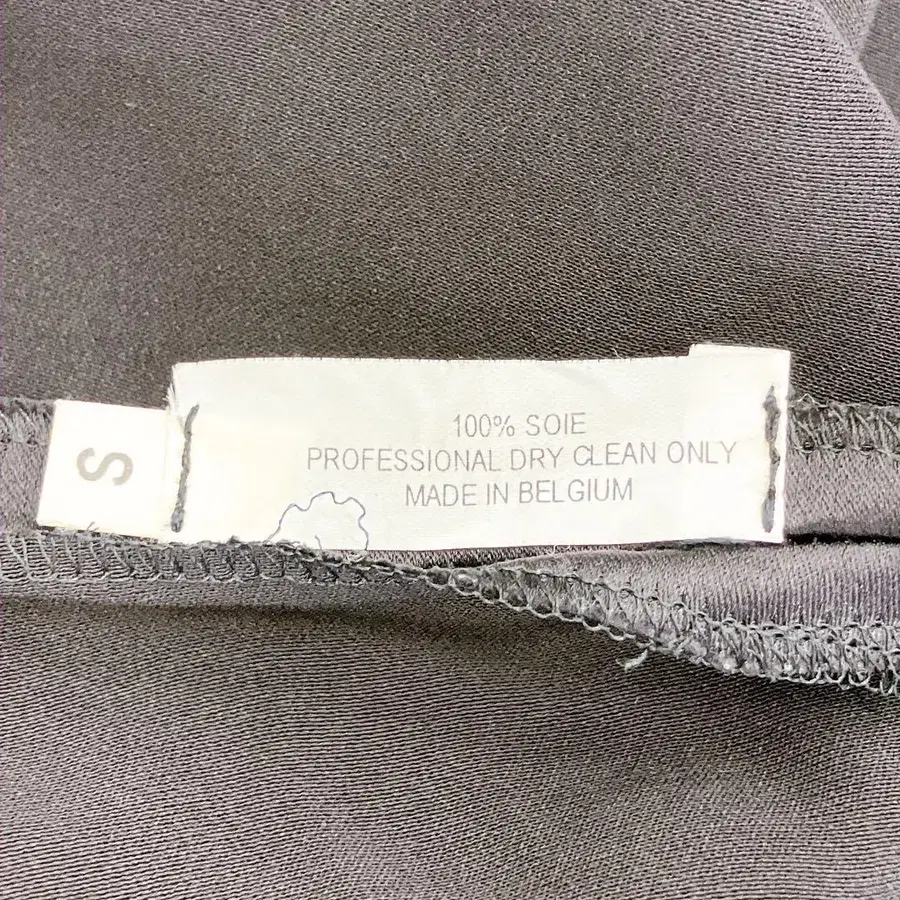 S
100% SOIE
PROFESSIONAL DRY CLEAN ONLY
MADE IN BELGIUM